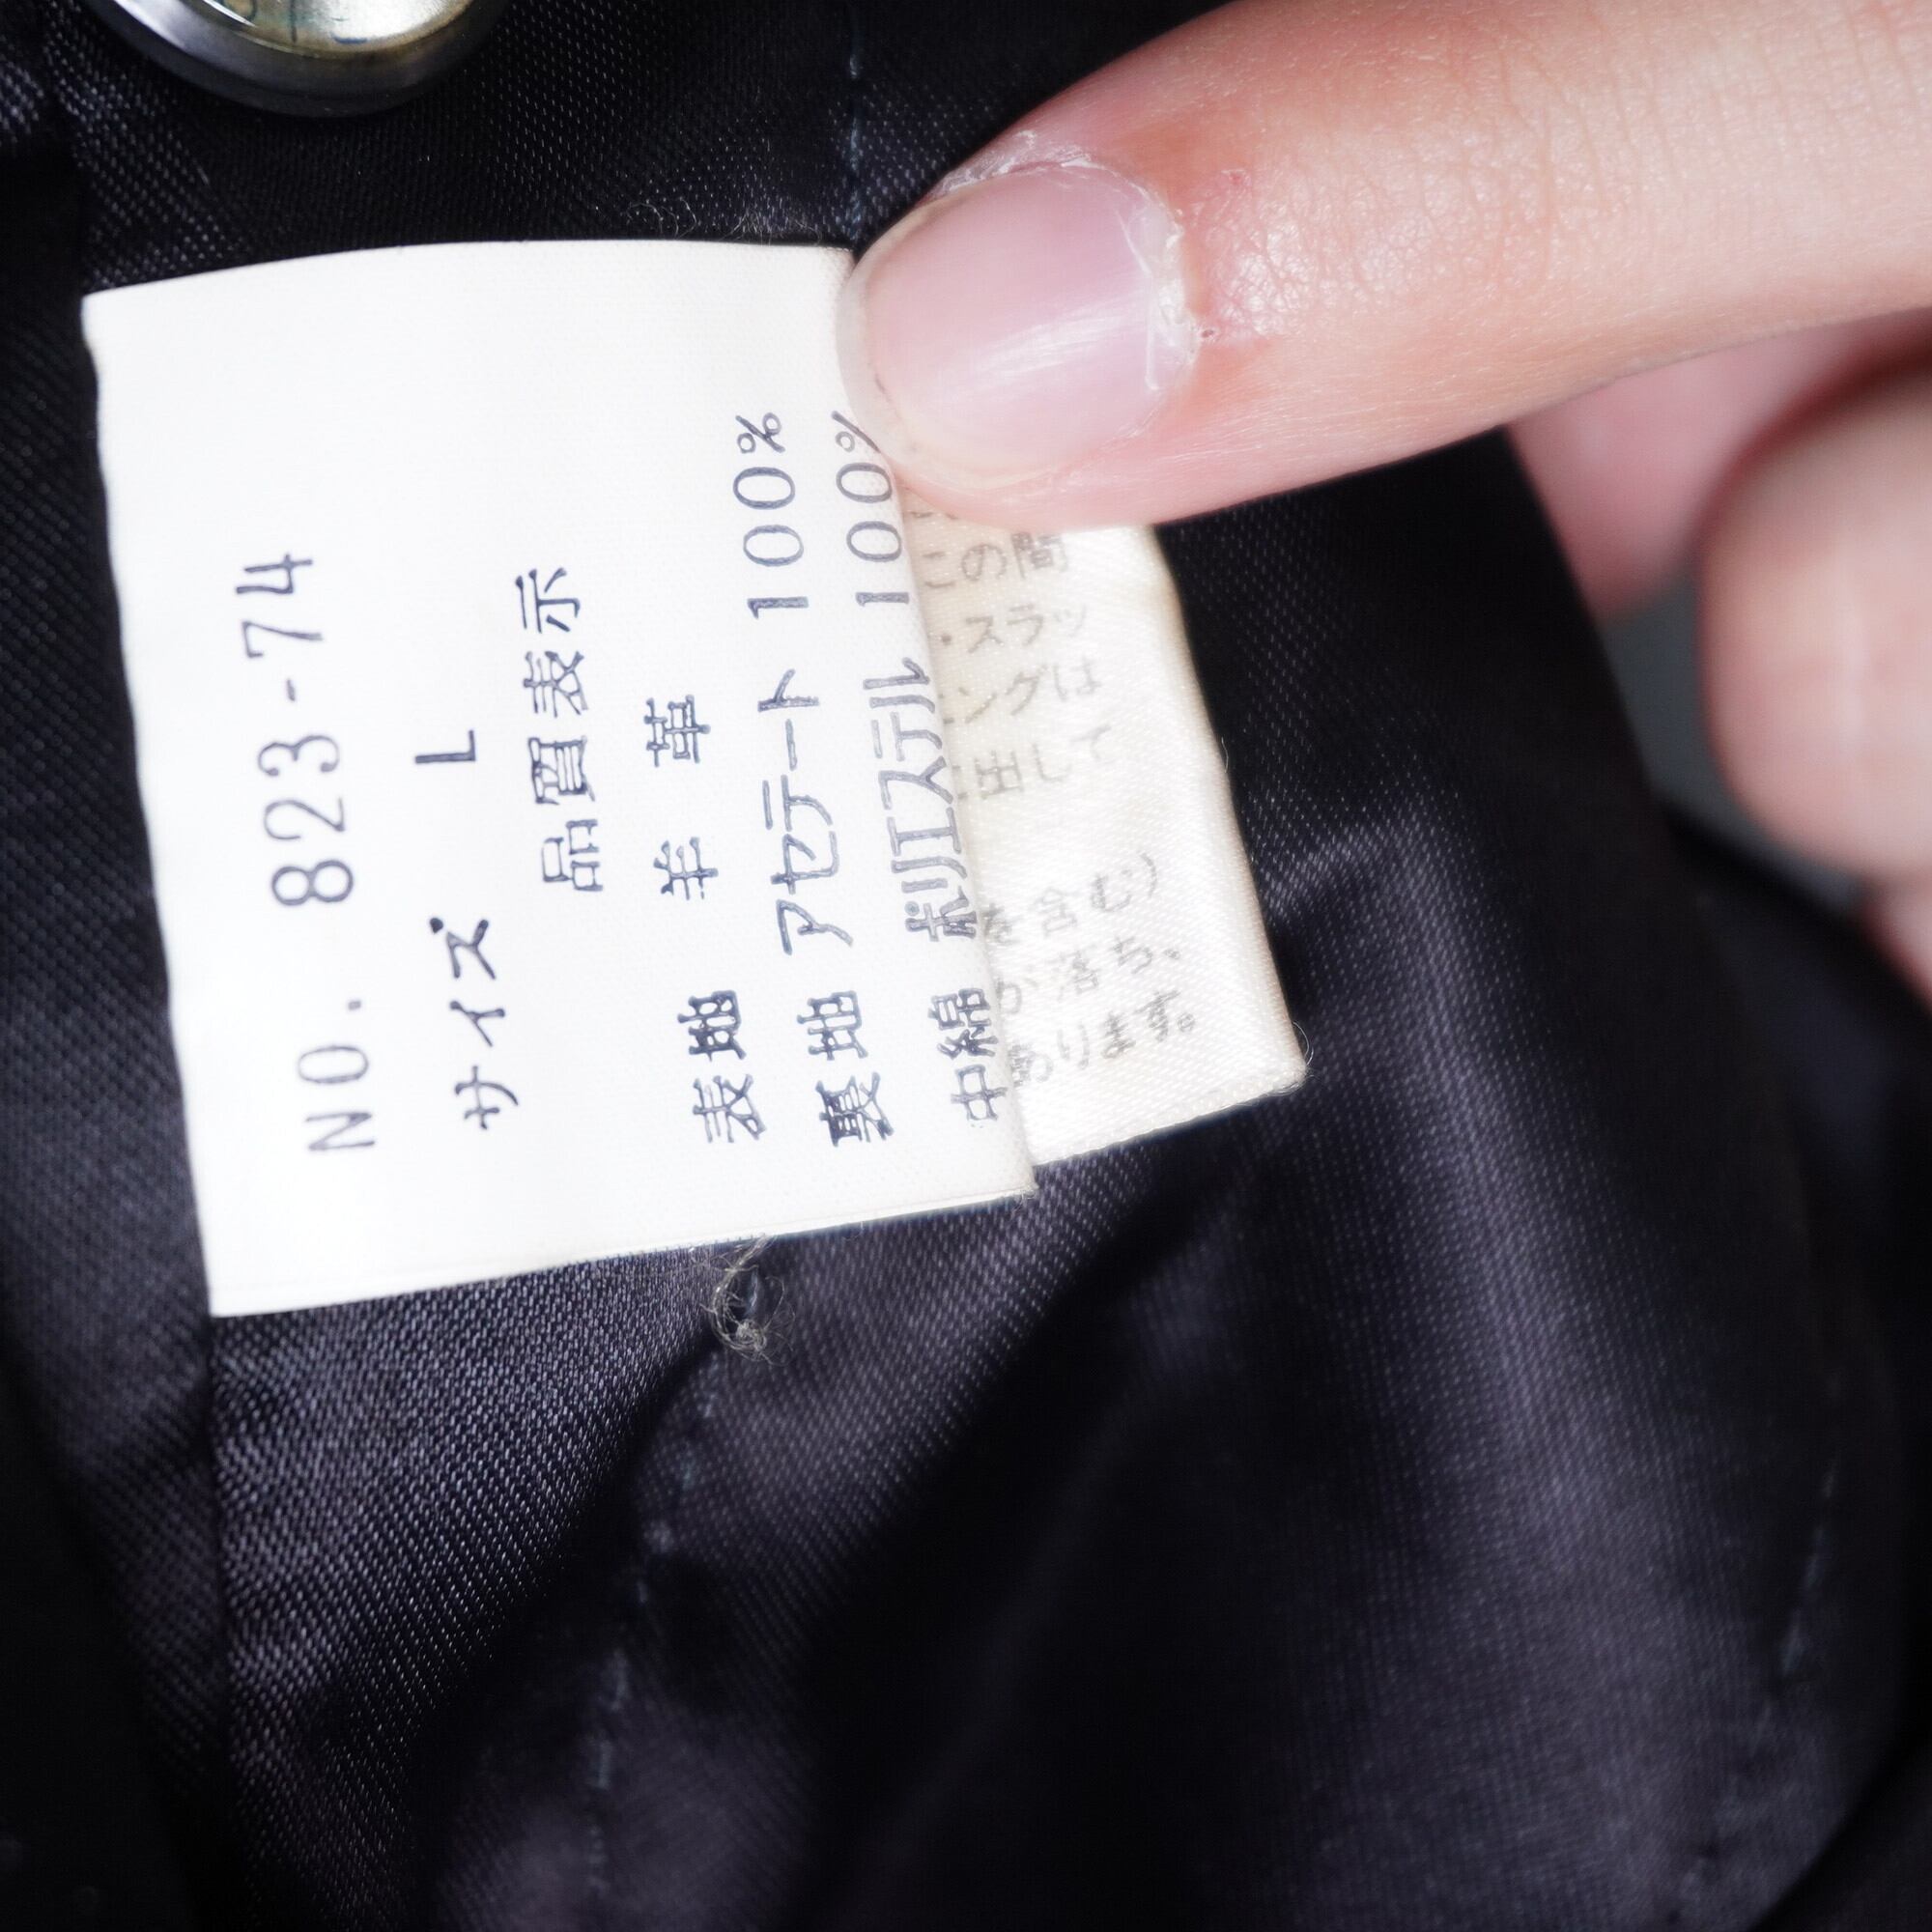 NO. 823-74
サイズ L
品質表示
表地 羊革
裏地 アセテート 100%
中綿 ポリエステル 100%
この間
・スラッ
ングは
出して
を含む)
が落ち、
あります。